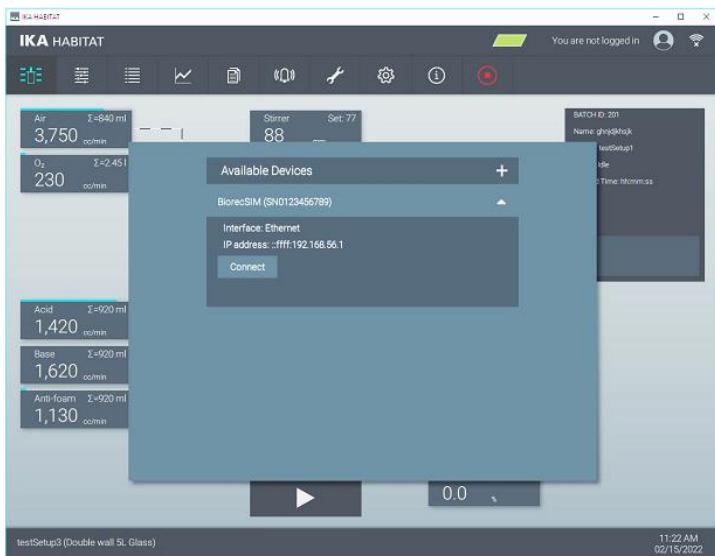 IKA HABITAT
IKA HABITAT
You are not logged in
Air Σ=840 ml
3,750 cc/min
O₂ Σ=2.45 l
230 cc/min
Stirrer Set: 77
88
BATCH ID: 201
Name: ghnjdjkhsjk
testSetup1
Idle
Time: hh:mm:ss
Available Devices +
BiorecSIM (SN0123456789)
Interface: Ethernet
IP address: ::ffff:192.168.56.1
Connect
Acid Σ=920 ml
1,420 cc/min
Base Σ=920 ml
1,620 cc/min
Anti-foam Σ=920 ml
1,130 cc/min
0.0 %
testSetup3 (Double wall 5L Glass)
11:22 AM
02/15/2022